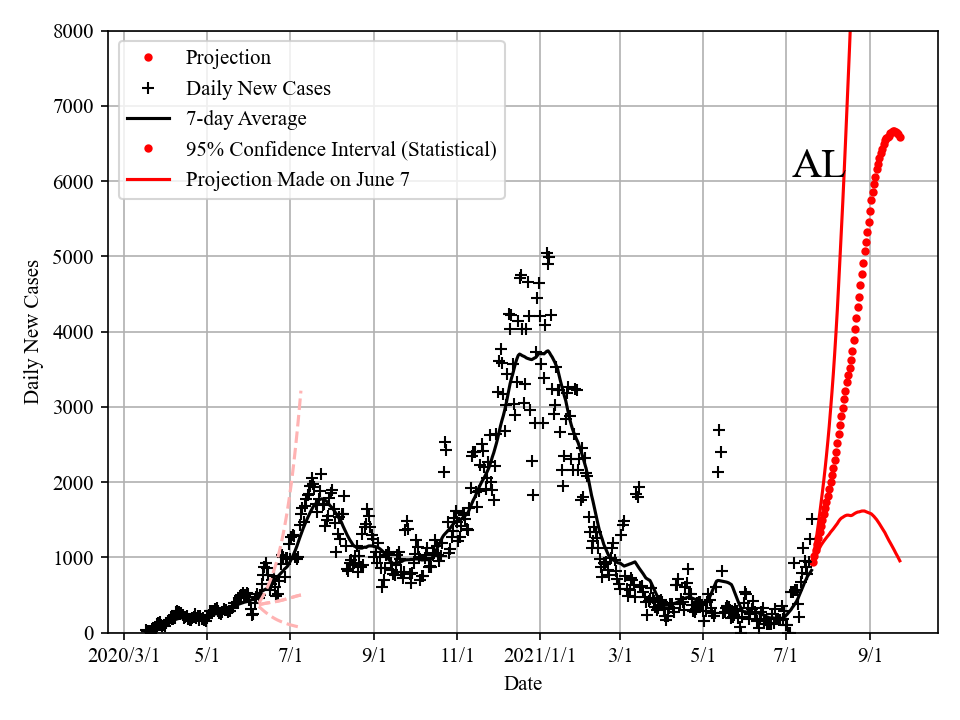 8000
7000
6000
5000
4000
3000
2000
1000
0
Daily New Cases
Projection
Daily New Cases
7-day Average
95% Confidence Interval (Statistical)
Projection Made on June 7
AL
2020/3/1 5/1 7/1 9/1 11/1 2021/1/1 3/1 5/1 7/1 9/1
Date